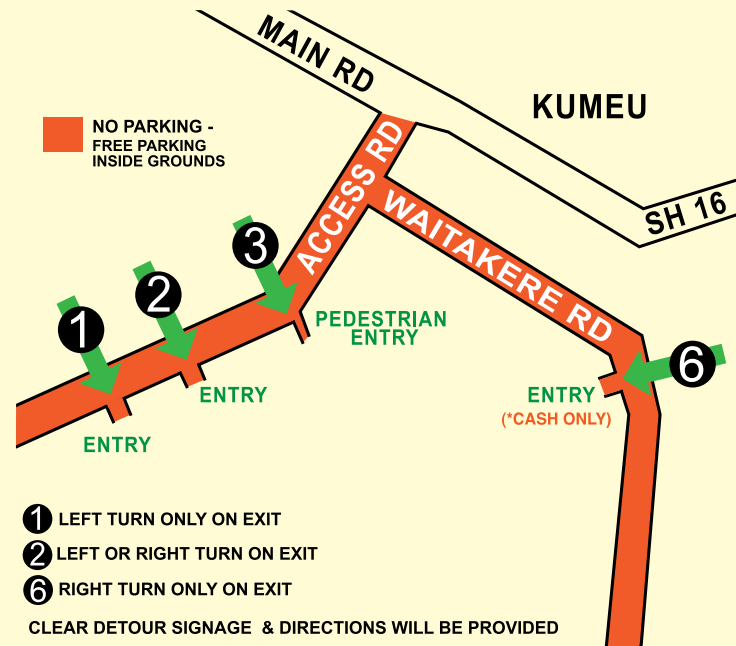 MAIN RD
KUMEU
NO PARKING -
FREE PARKING
INSIDE GROUNDS
ACCESS RD
WAITAKERE RD
SH 16
3
2
1
PEDESTRIAN
ENTRY
6
ENTRY
ENTRY
(*CASH ONLY)
ENTRY
1 LEFT TURN ONLY ON EXIT
2 LEFT OR RIGHT TURN ON EXIT
6 RIGHT TURN ONLY ON EXIT
CLEAR DETOUR SIGNAGE & DIRECTIONS WILL BE PROVIDED